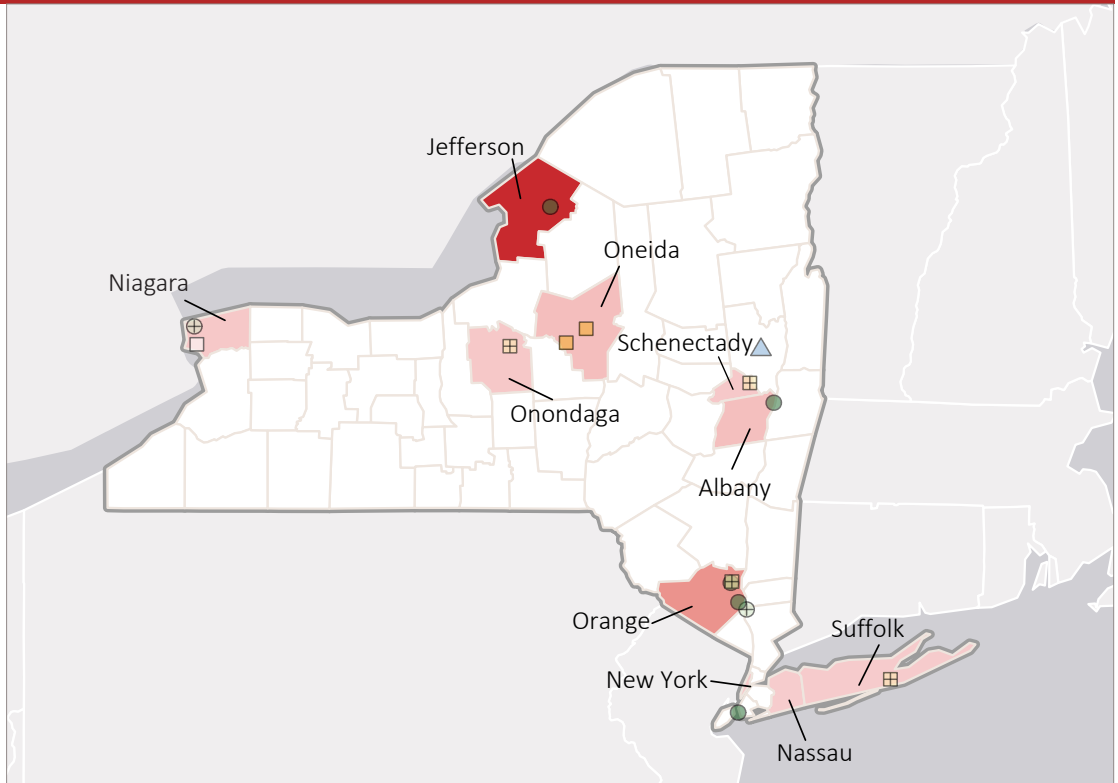 Jefferson
Oneida
Niagara
Schenectady
Onondaga
Albany
Orange
Suffolk
New York
Nassau